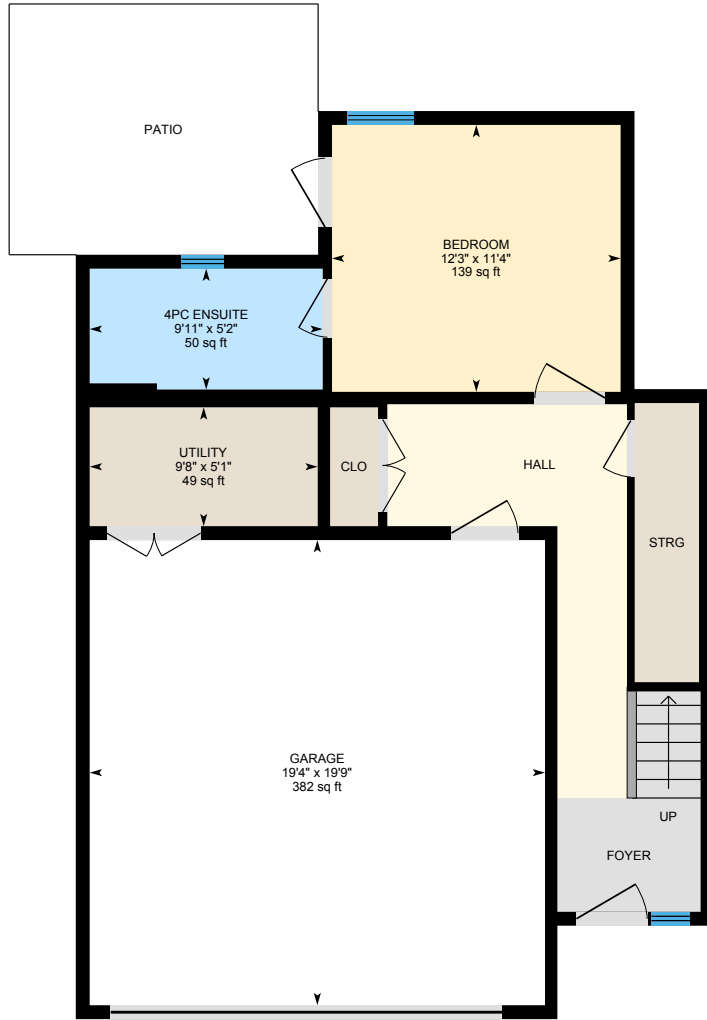 PATIO
BEDROOM
12'3" x 11'4"
139 sq ft
4PC ENSUITE
9'11" x 5'2"
50 sq ft
UTILITY
9'8" x 5'1"
49 sq ft
CLO
HALL
STRG
GARAGE
19'4" x 19'9"
382 sq ft
UP
FOYER